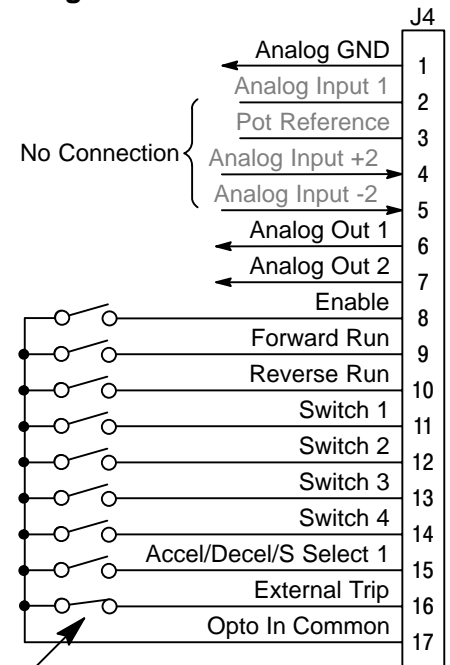 J4
Analog GND 1
Analog Input 1 2
Pot Reference 3
No Connection
Analog Input +2 4
Analog Input -2 5
Analog Out 1 6
Analog Out 2 7
Enable 8
Forward Run 9
Reverse Run 10
Switch 1 11
Switch 2 12
Switch 3 13
Switch 4 14
Accel/Decel/S Select 1 15
External Trip 16
Opto In Common 17